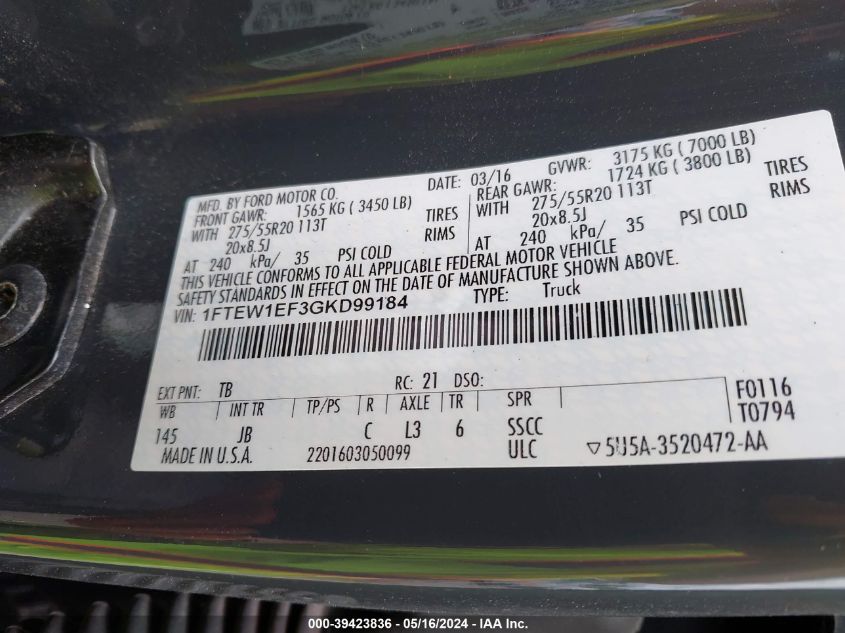 MFD. BY FORD MOTOR CO. DATE: 03/16 GVWR: 3175 KG ( 7000 LB)
FRONT GAWR: 1565 KG ( 3450 LB) REAR GAWR: 1724 KG ( 3800 LB)
WITH 275/55R20 113T TIRES WITH 275/55R20 113T TIRES
20x8.5J RIMS 20x8.5J RIMS
AT 240 kPa/ 35 PSI COLD AT 240 kPa/ 35 PSI COLD
THIS VEHICLE CONFORMS TO ALL APPLICABLE FEDERAL MOTOR VEHICLE
SAFETY STANDARDS IN EFFECT ON THE DATE OF MANUFACTURE SHOWN ABOVE.
VIN: 1FTEW1EF3GKD99184 TYPE: Truck
EXT PNT: TB RC: 21 DSO:
WB INT TR TP/PS R AXLE TR SPR F0116
145 JB C L3 6 SSCC T0794
MADE IN U.S.A. 2201603050099 ULC ▽5U5A-3520472-AA
000-39423836 - 05/16/2024 - IAA Inc.